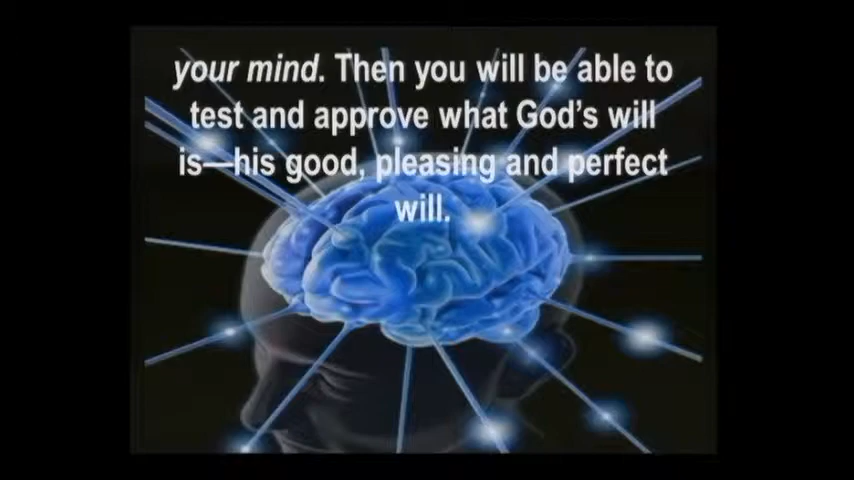 your mind. Then you will be able to
test and approve what God's will
is—his good, pleasing and perfect
will.